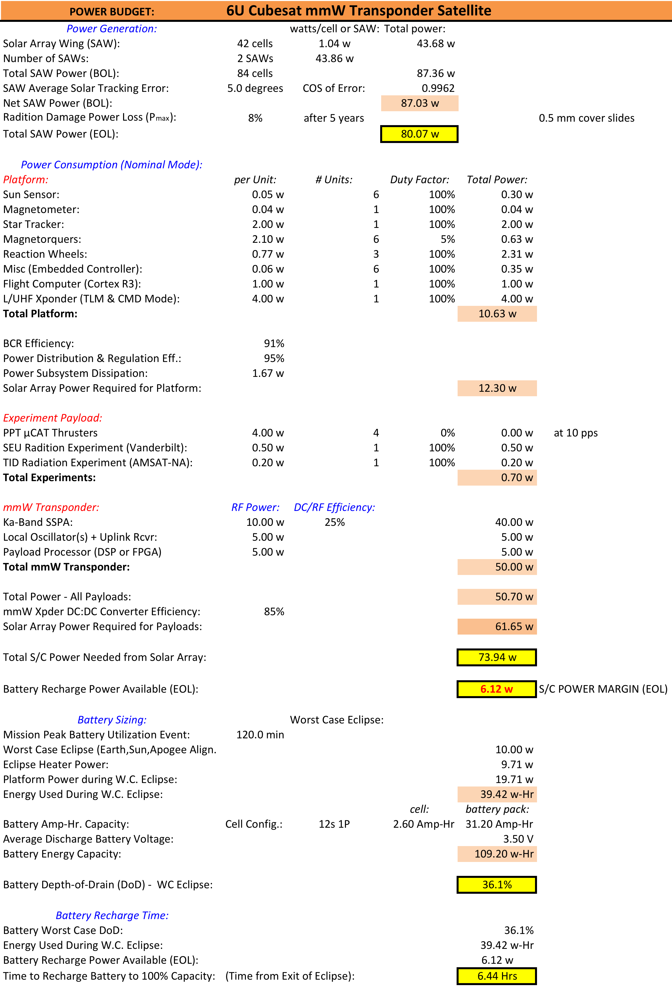 POWER BUDGET: 6U Cubesat mmW Transponder Satellite
Power Generation: watts/cell or SAW: Total power:
Solar Array Wing (SAW): 42 cells 1.04 w 43.68 w
Number of SAWs: 2 SAWs 43.86 w
Total SAW Power (BOL): 84 cells 87.36 w
SAW Average Solar Tracking Error: 5.0 degrees COS of Error: 0.9962
Net SAW Power (BOL): 87.03 w
Radition Damage Power Loss (Pmax): 8% after 5 years 0.5 mm cover slides
Total SAW Power (EOL): 80.07 w
Power Consumption (Nominal Mode):
Platform: per Unit: # Units: Duty Factor: Total Power:
Sun Sensor: 0.05 w 6 100% 0.30 w
Magnetometer: 0.04 w 1 100% 0.04 w
Star Tracker: 2.00 w 1 100% 2.00 w
Magnetorquers: 2.10 w 6 5% 0.63 w
Reaction Wheels: 0.77 w 3 100% 2.31 w
Misc (Embedded Controller): 0.06 w 6 100% 0.35 w
Flight Computer (Cortex R3): 1.00 w 1 100% 1.00 w
L/UHF Xponder (TLM & CMD Mode): 4.00 w 1 100% 4.00 w
Total Platform: 10.63 w
BCR Efficiency: 91%
Power Distribution & Regulation Eff.: 95%
Power Subsystem Dissipation: 1.67 w
Solar Array Power Required for Platform: 12.30 w
Experiment Payload:
PPT µCAT Thrusters 4.00 w 4 0% 0.00 w at 10 pps
SEU Radition Experiment (Vanderbilt): 0.50 w 1 100% 0.50 w
TID Radiation Experiment (AMSAT-NA): 0.20 w 1 100% 0.20 w
Total Experiments: 0.70 w
mmW Transponder: RF Power: DC/RF Efficiency:
Ka-Band SSPA: 10.00 w 25% 40.00 w
Local Oscillator(s) + Uplink Rcvr: 5.00 w 5.00 w
Payload Processor (DSP or FPGA) 5.00 w 5.00 w
Total mmW Transponder: 50.00 w
Total Power - All Payloads: 50.70 w
mmW Xpder DC:DC Converter Efficiency: 85%
Solar Array Power Required for Payloads: 61.65 w
Total S/C Power Needed from Solar Array: 73.94 w
Battery Recharge Power Available (EOL): 6.12 w S/C POWER MARGIN (EOL)
Battery Sizing: Worst Case Eclipse:
Mission Peak Battery Utilization Event: 120.0 min
Worst Case Eclipse (Earth,Sun,Apogee Align. 10.00 w
Eclipse Heater Power: 9.71 w
Platform Power during W.C. Eclipse: 19.71 w
Energy Used During W.C. Eclipse: 39.42 w-Hr
cell: battery pack:
Battery Amp-Hr. Capacity: Cell Config.: 12s 1P 2.60 Amp-Hr 31.20 Amp-Hr
Average Discharge Battery Voltage: 3.50 V
Battery Energy Capacity: 109.20 w-Hr
Battery Depth-of-Drain (DoD) - WC Eclipse: 36.1%
Battery Recharge Time:
Battery Worst Case DoD: 36.1%
Energy Used During W.C. Eclipse: 39.42 w-Hr
Battery Recharge Power Available (EOL): 6.12 w
Time to Recharge Battery to 100% Capacity: (Time from Exit of Eclipse): 6.44 Hrs